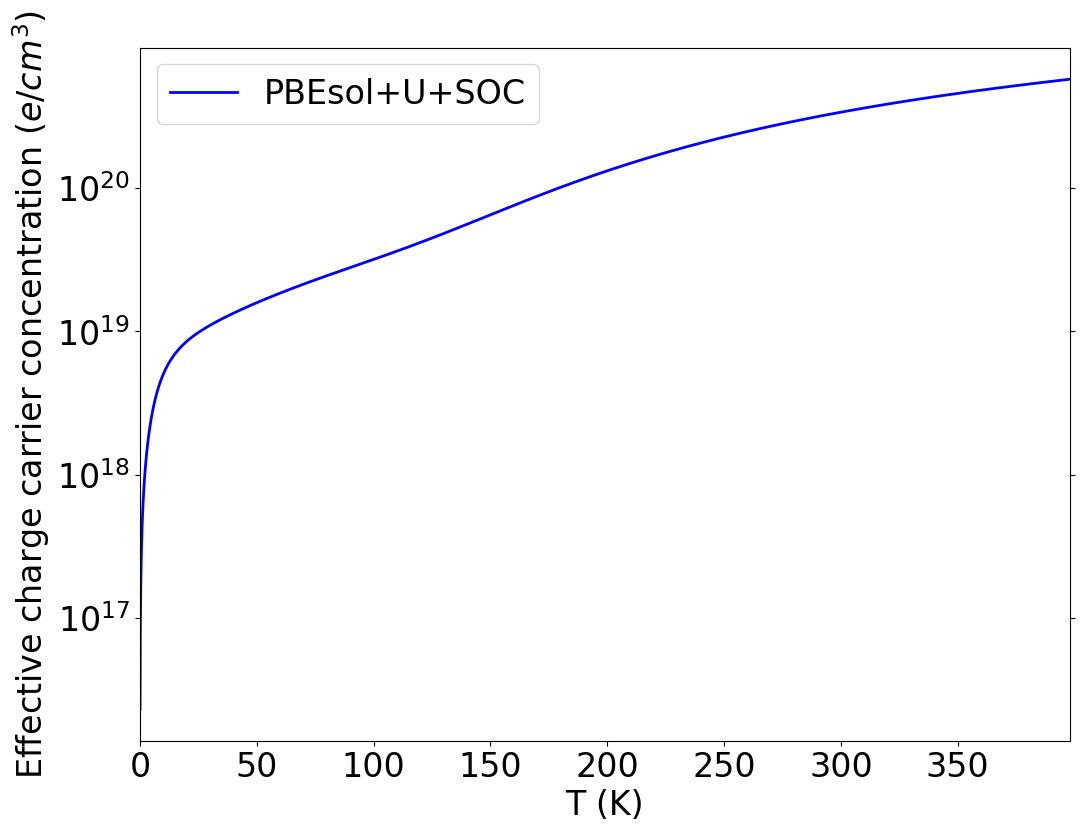 Effective charge carrier concentration (e/cm³)
PBEsol+U+SOC
10²⁰
10¹⁹
10¹⁸
10¹⁷
0 50 100 150 200 250 300 350
T (K)